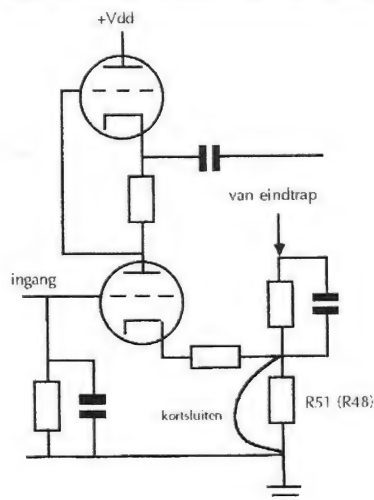 +Vdd
van eindtrap
ingang
R51 (R48)
kortsluiten